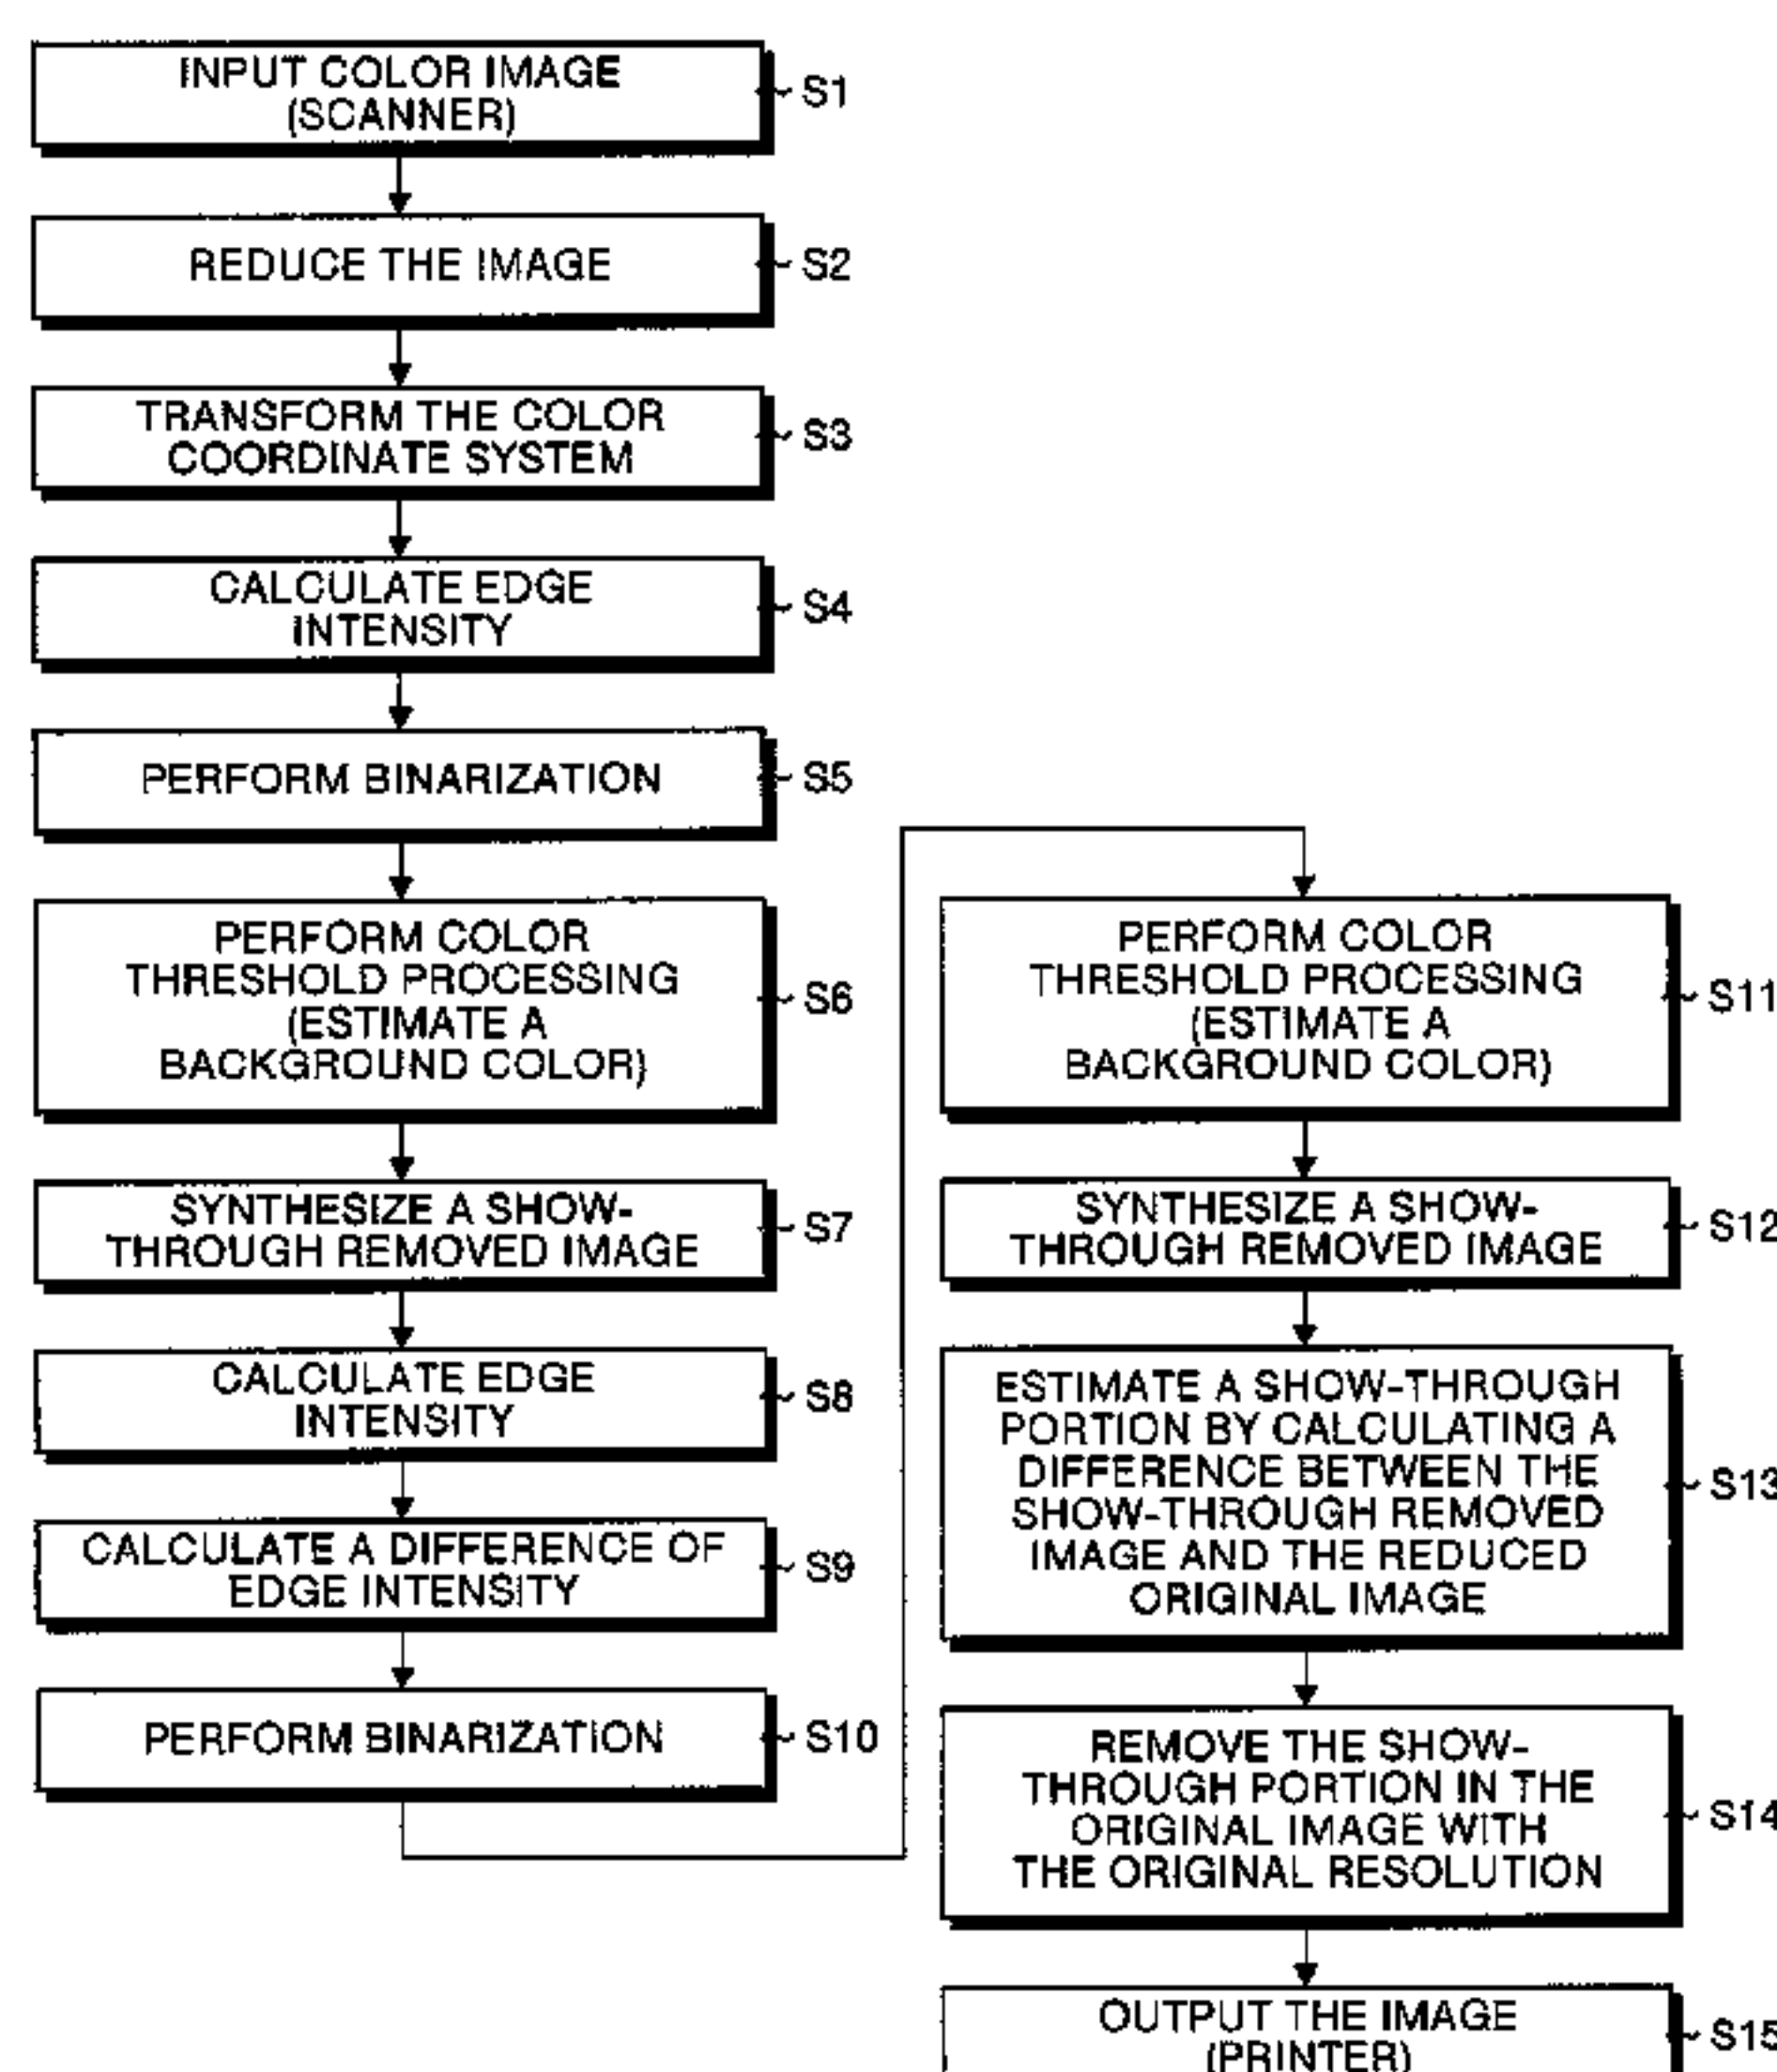 INPUT COLOR IMAGE
(SCANNER)
S1
REDUCE THE IMAGE
S2
TRANSFORM THE COLOR
COORDINATE SYSTEM
S3
CALCULATE EDGE
INTENSITY
S4
PERFORM BINARIZATION
S5
PERFORM COLOR
THRESHOLD PROCESSING
(ESTIMATE A
BACKGROUND COLOR)
S6
SYNTHESIZE A SHOW-
THROUGH REMOVED IMAGE
S7
CALCULATE EDGE
INTENSITY
S8
CALCULATE A DIFFERENCE OF
EDGE INTENSITY
S9
PERFORM BINARIZATION
S10
PERFORM COLOR
THRESHOLD PROCESSING
(ESTIMATE A
BACKGROUND COLOR)
S11
SYNTHESIZE A SHOW-
THROUGH REMOVED IMAGE
S12
ESTIMATE A SHOW-THROUGH
PORTION BY CALCULATING A
DIFFERENCE BETWEEN THE
SHOW-THROUGH REMOVED
IMAGE AND THE REDUCED
ORIGINAL IMAGE
S13
REMOVE THE SHOW-
THROUGH PORTION IN THE
ORIGINAL IMAGE WITH
THE ORIGINAL RESOLUTION
S14
OUTPUT THE IMAGE
(PRINTER)
S15